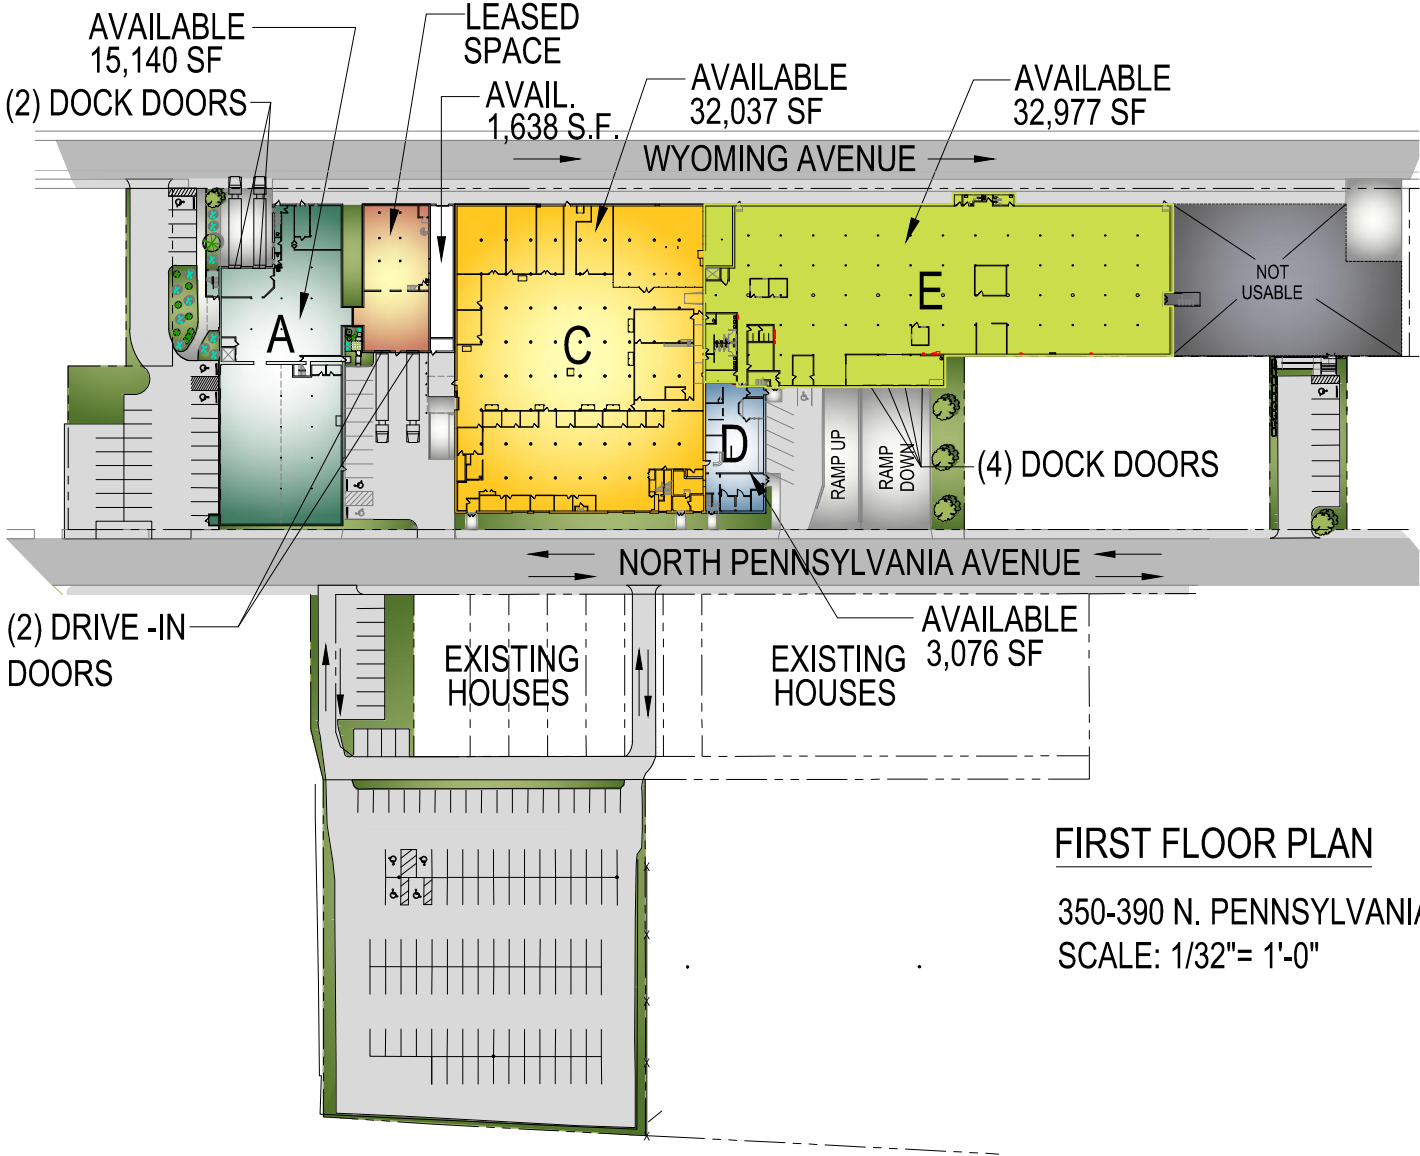 AVAILABLE
15,140 SF
(2) DOCK DOORS
LEASED
SPACE
AVAIL.
1,638 S.F.
AVAILABLE
32,037 SF
AVAILABLE
32,977 SF
WYOMING AVENUE
A
C
E
D
NOT
USABLE
RAMP UP
RAMP
DOWN
(4) DOCK DOORS
NORTH PENNSYLVANIA AVENUE
(2) DRIVE -IN
DOORS
EXISTING
HOUSES
EXISTING
HOUSES
AVAILABLE
3,076 SF
FIRST FLOOR PLAN
350-390 N. PENNSYLVANIA
SCALE: 1/32"= 1'-0"